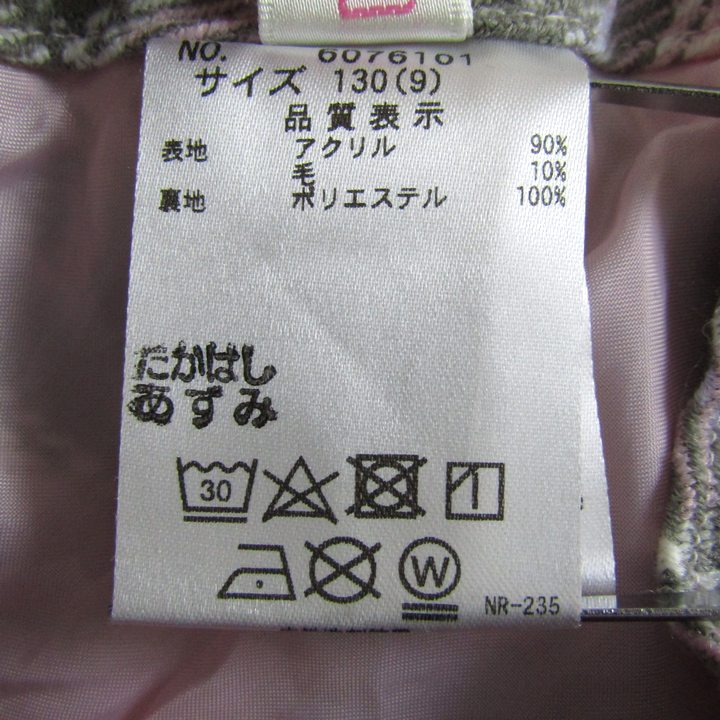 NO. 6076101
サイズ 130(9)
品質表示
表地 アクリル 90%
毛 10%
裏地 ポリエステル 100%
たかはし
あずみ
30
W
NR-235